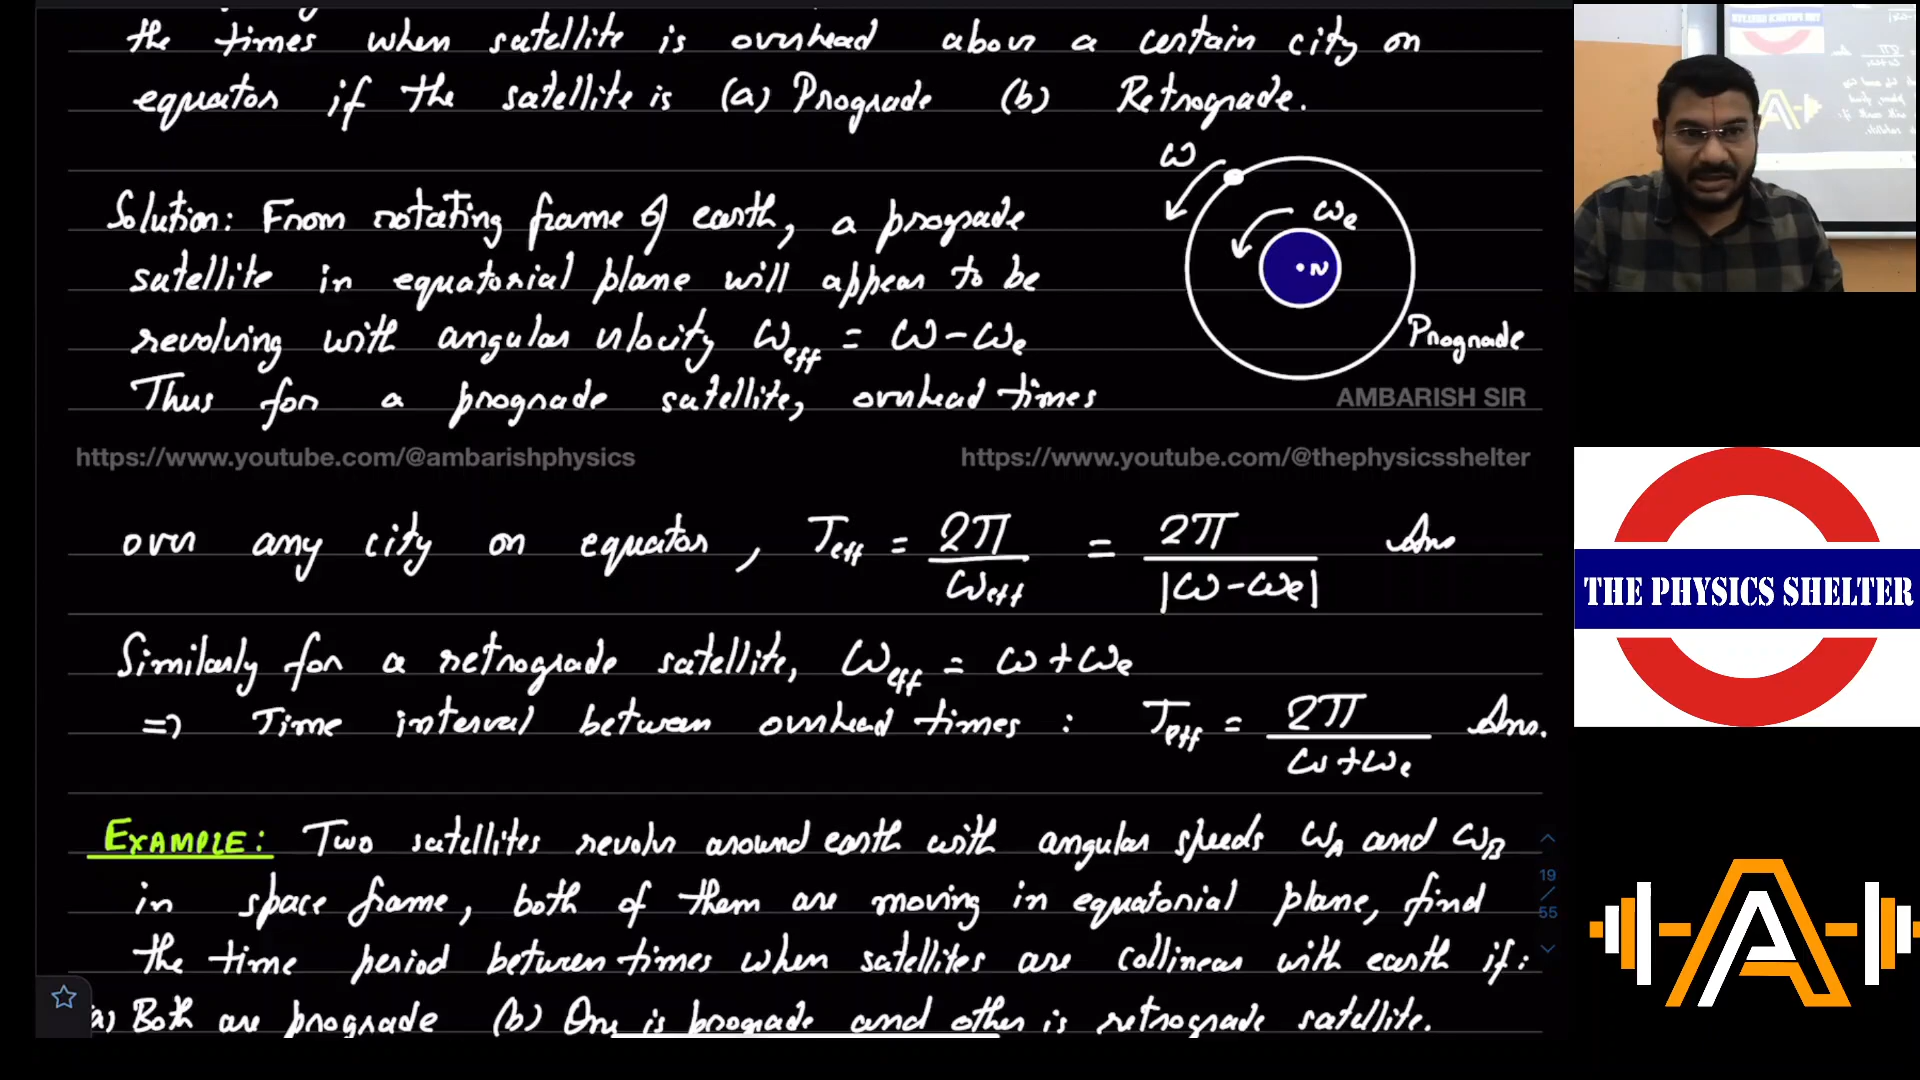 the times when satellite is overhead above a certain city on
equator if the satellite is (a) Prograde (b) Retrograde.
ω
Solution: From rotating frame of earth, a prograde
ωe
satellite in equatorial plane will appear to be
•N
revolving with angular velocity ωeff = ω - ωe
Prograde
Thus for a prograde satellite, overhead times
AMBARISH SIR
https://www.youtube.com/@ambarishphysics
https://www.youtube.com/@thephysicsshelter
over any city on equator, Teff = 2π/ωeff = 2π/|ω-ωe| Ans
Similarly for a retrograde satellite, ωeff = ω + ωe
=> Time interval between overhead times : Teff = 2π/(ω+ωe) Ans.
EXAMPLE: Two satellites revolve around earth with angular speeds ωA and ωB
in space frame, both of them are moving in equatorial plane, find
the time period between times when satellites are collinear with earth if:
a) Both are prograde (b) One is prograde and other is retrograde satellite.
19
/
55
THE PHYSICS SHELTER
A